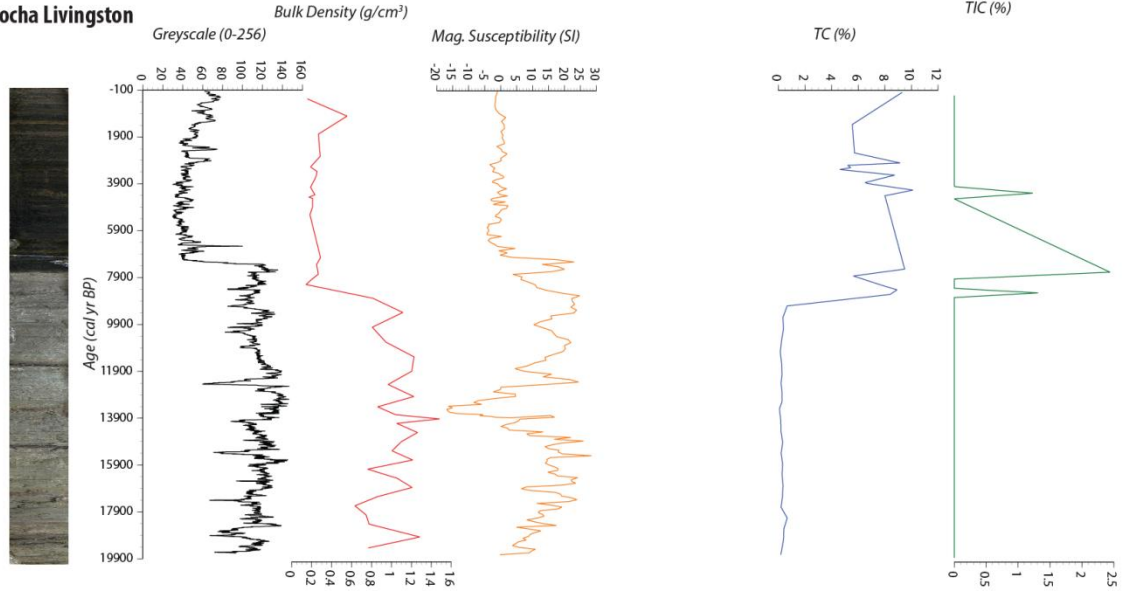 ocha Livingston
Bulk Density (g/cm³)
TIC (%)
Greyscale (0-256)
Mag. Susceptibility (SI)
TC (%)
0 20 40 60 80 100 120 140 160
-20 -15 -10 -5 0 5 10 15 20 25 30
0 2 4 6 8 10 12
Age (cal yr BP)
-100
1900
3900
5900
7900
9900
11900
13900
15900
17900
19900
0 0.2 0.4 0.6 0.8 1 1.2 1.4 1.6
0 0.5 1 1.5 2 2.5